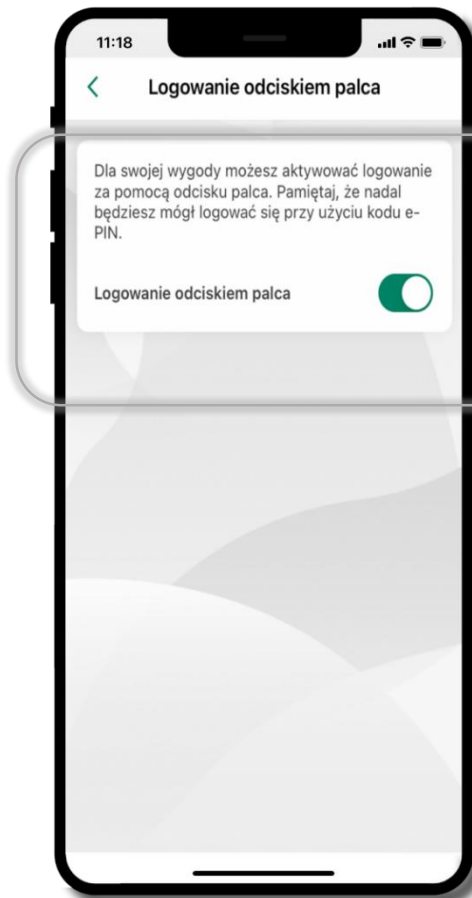 11:18
Logowanie odciskiem palca
Dla swojej wygody możesz aktywować logowanie
za pomocą odcisku palca. Pamiętaj, że nadal
będziesz mógł logować się przy użyciu kodu e-
PIN.
Logowanie odciskiem palca